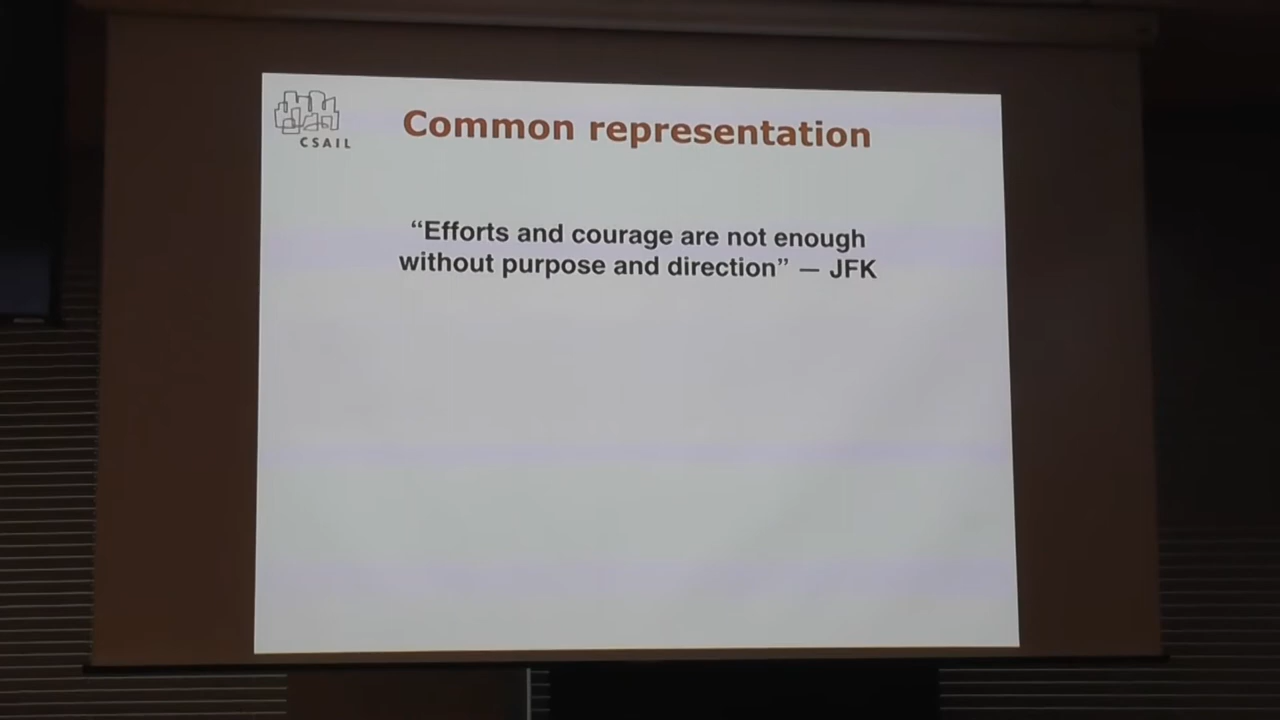 CSAIL
Common representation
“Efforts and courage are not enough
without purpose and direction” — JFK